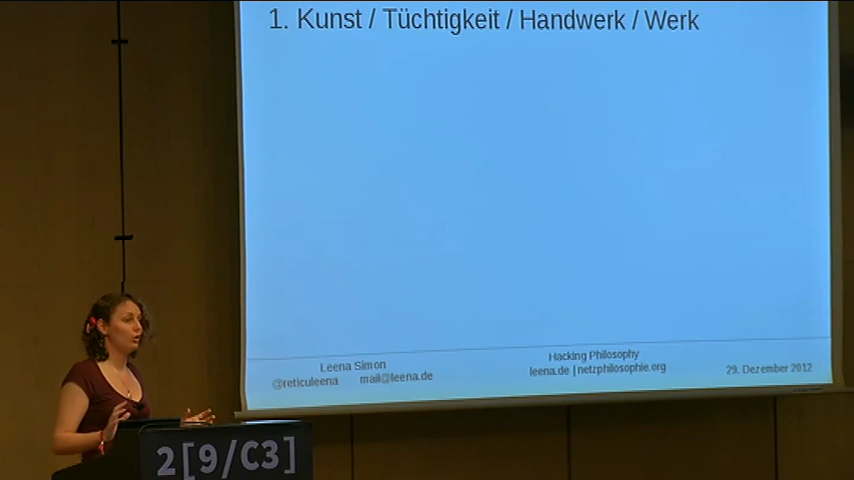 1. Kunst / Tüchtigkeit / Handwerk / Werk
Leena Simon
@reticuleena mail@leena.de
Hacking Philosophy
leena.de | netzphilosophie.org
29. Dezember 2012
2[9/C3]